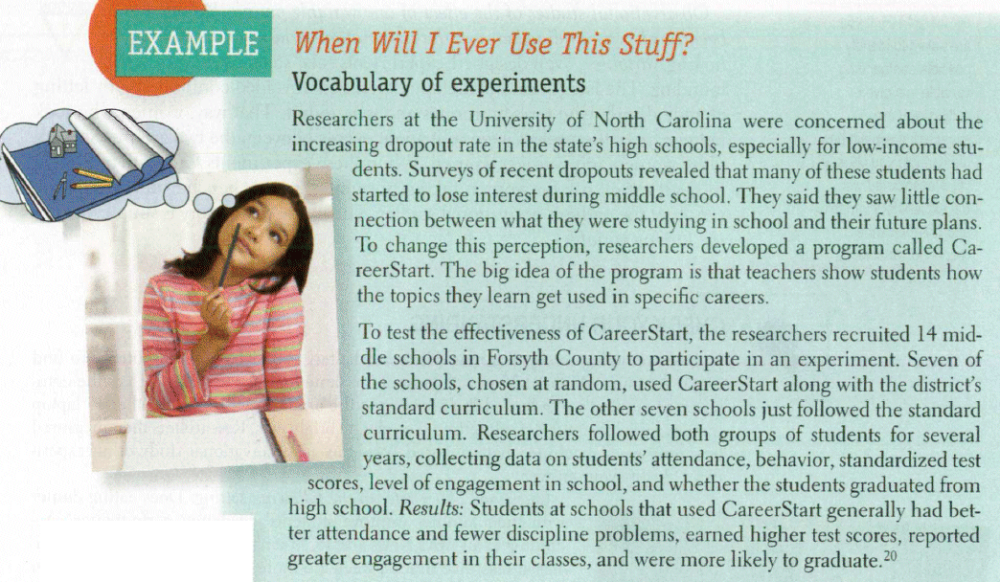 EXAMPLE When Will I Ever Use This Stuff?
Vocabulary of experiments
Researchers at the University of North Carolina were concerned about the
increasing dropout rate in the state's high schools, especially for low-income stu-
dents. Surveys of recent dropouts revealed that many of these students had
started to lose interest during middle school. They said they saw little con-
nection between what they were studying in school and their future plans.
To change this perception, researchers developed a program called Ca-
reerStart. The big idea of the program is that teachers show students how
the topics they learn get used in specific careers.
To test the effectiveness of CareerStart, the researchers recruited 14 mid-
dle schools in Forsyth County to participate in an experiment. Seven of
the schools, chosen at random, used CareerStart along with the district's
standard curriculum. The other seven schools just followed the standard
curriculum. Researchers followed both groups of students for several
years, collecting data on students' attendance, behavior, standardized test
scores, level of engagement in school, and whether the students graduated from
high school. Results: Students at schools that used CareerStart generally had bet-
ter attendance and fewer discipline problems, earned higher test scores, reported
greater engagement in their classes, and were more likely to graduate.20